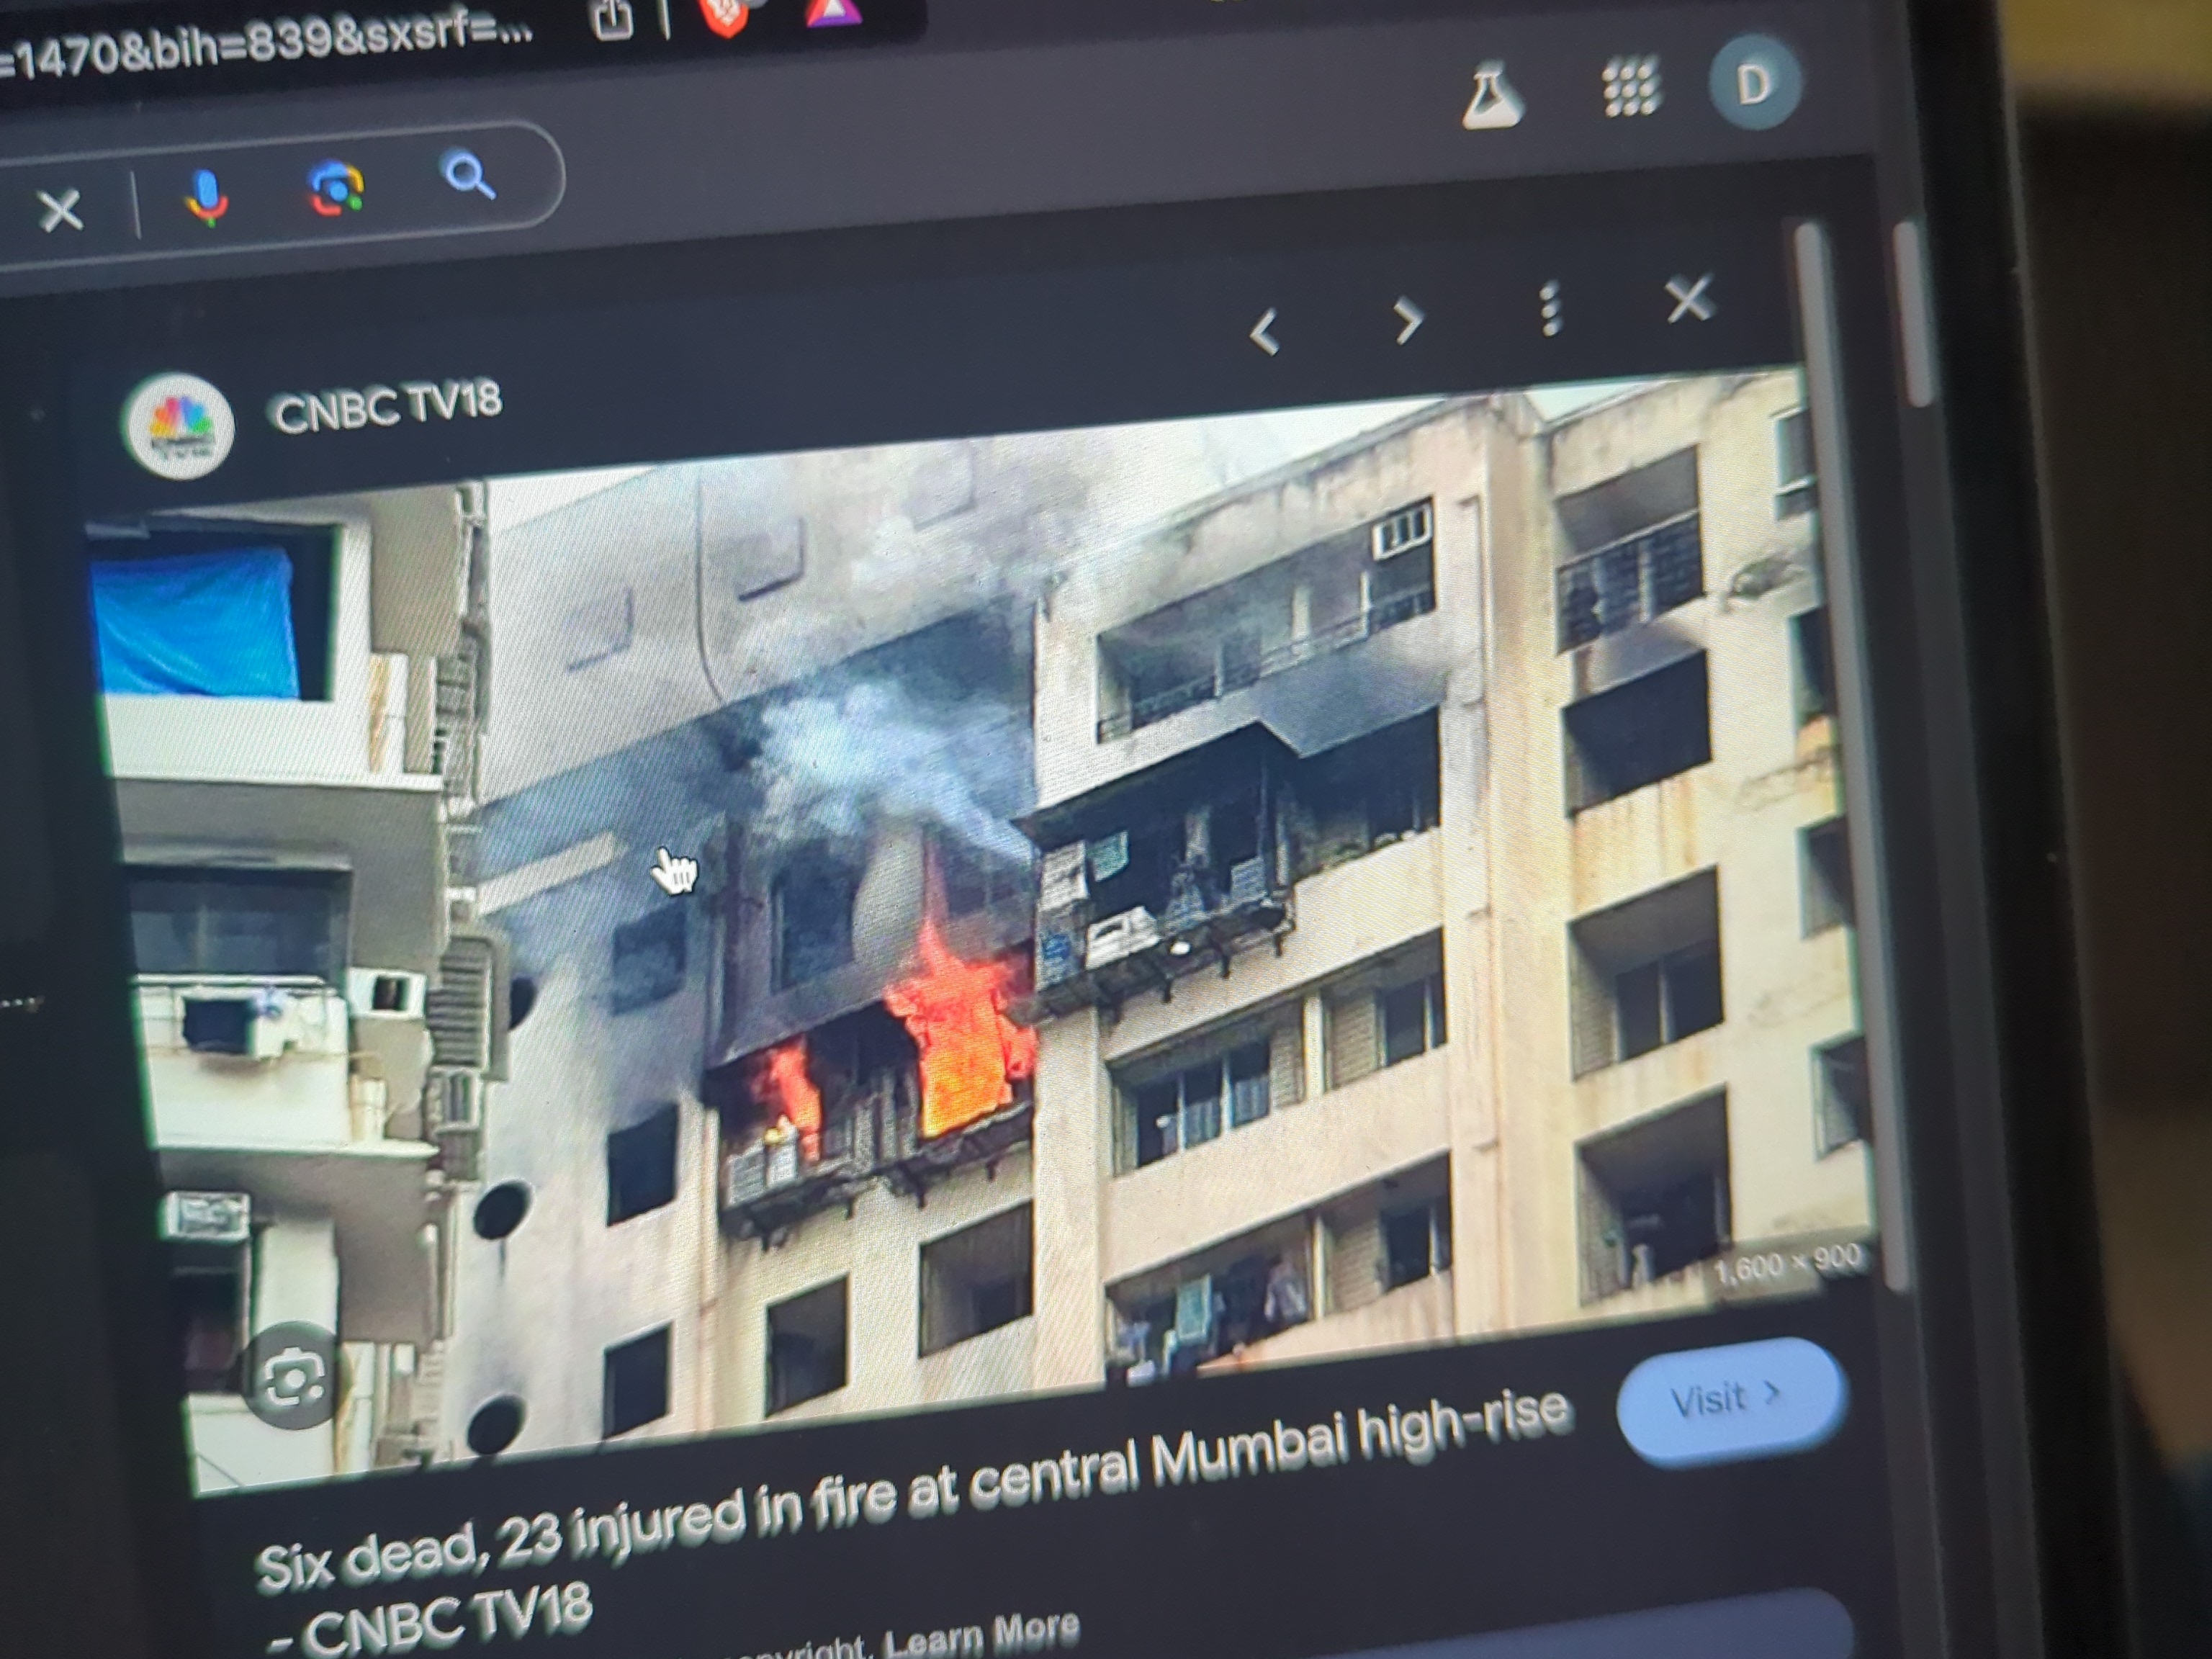 =1470&bih=839&sxsrf=...
D
CNBC TV18
1,600 × 900
Visit >
Six dead, 23 injured in fire at central Mumbai high-rise
- CNBC TV18
Learn More